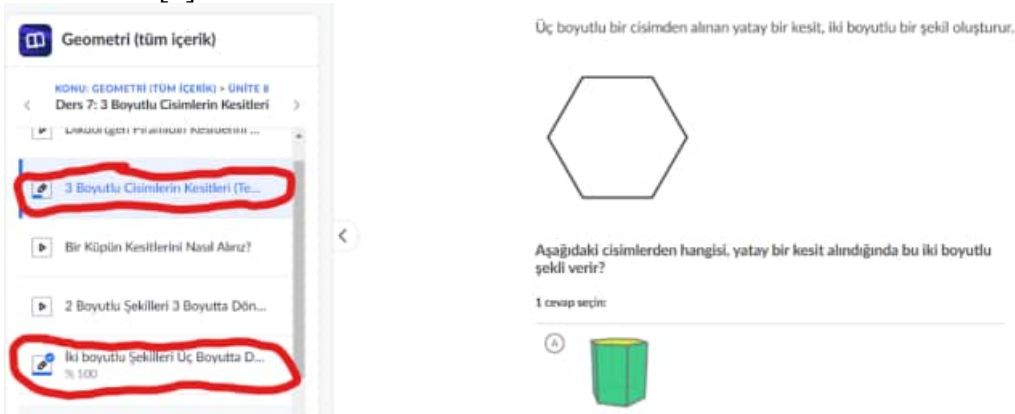 Geometri (tüm içerik)
KONU: GEOMETRİ (TÜM İÇERİK) > ÜNİTE 8
Ders 7: 3 Boyutlu Cisimlerin Kesitleri
Dikdörtgen Piramidin Kesitlerini ...
3 Boyutlu Cisimlerin Kesitleri (Te...
Bir Küpün Kesitlerini Nasıl Alırız?
2 Boyutlu Şekilleri 3 Boyutta Dön...
İki boyutlu Şekilleri Üç Boyutta D...
% 100
Üç boyutlu bir cisimden alınan yatay bir kesit, iki boyutlu bir şekil oluşturur.
Aşağıdaki cisimlerden hangisi, yatay bir kesit alındığında bu iki boyutlu
şekli verir?
1 cevap seçin:
A